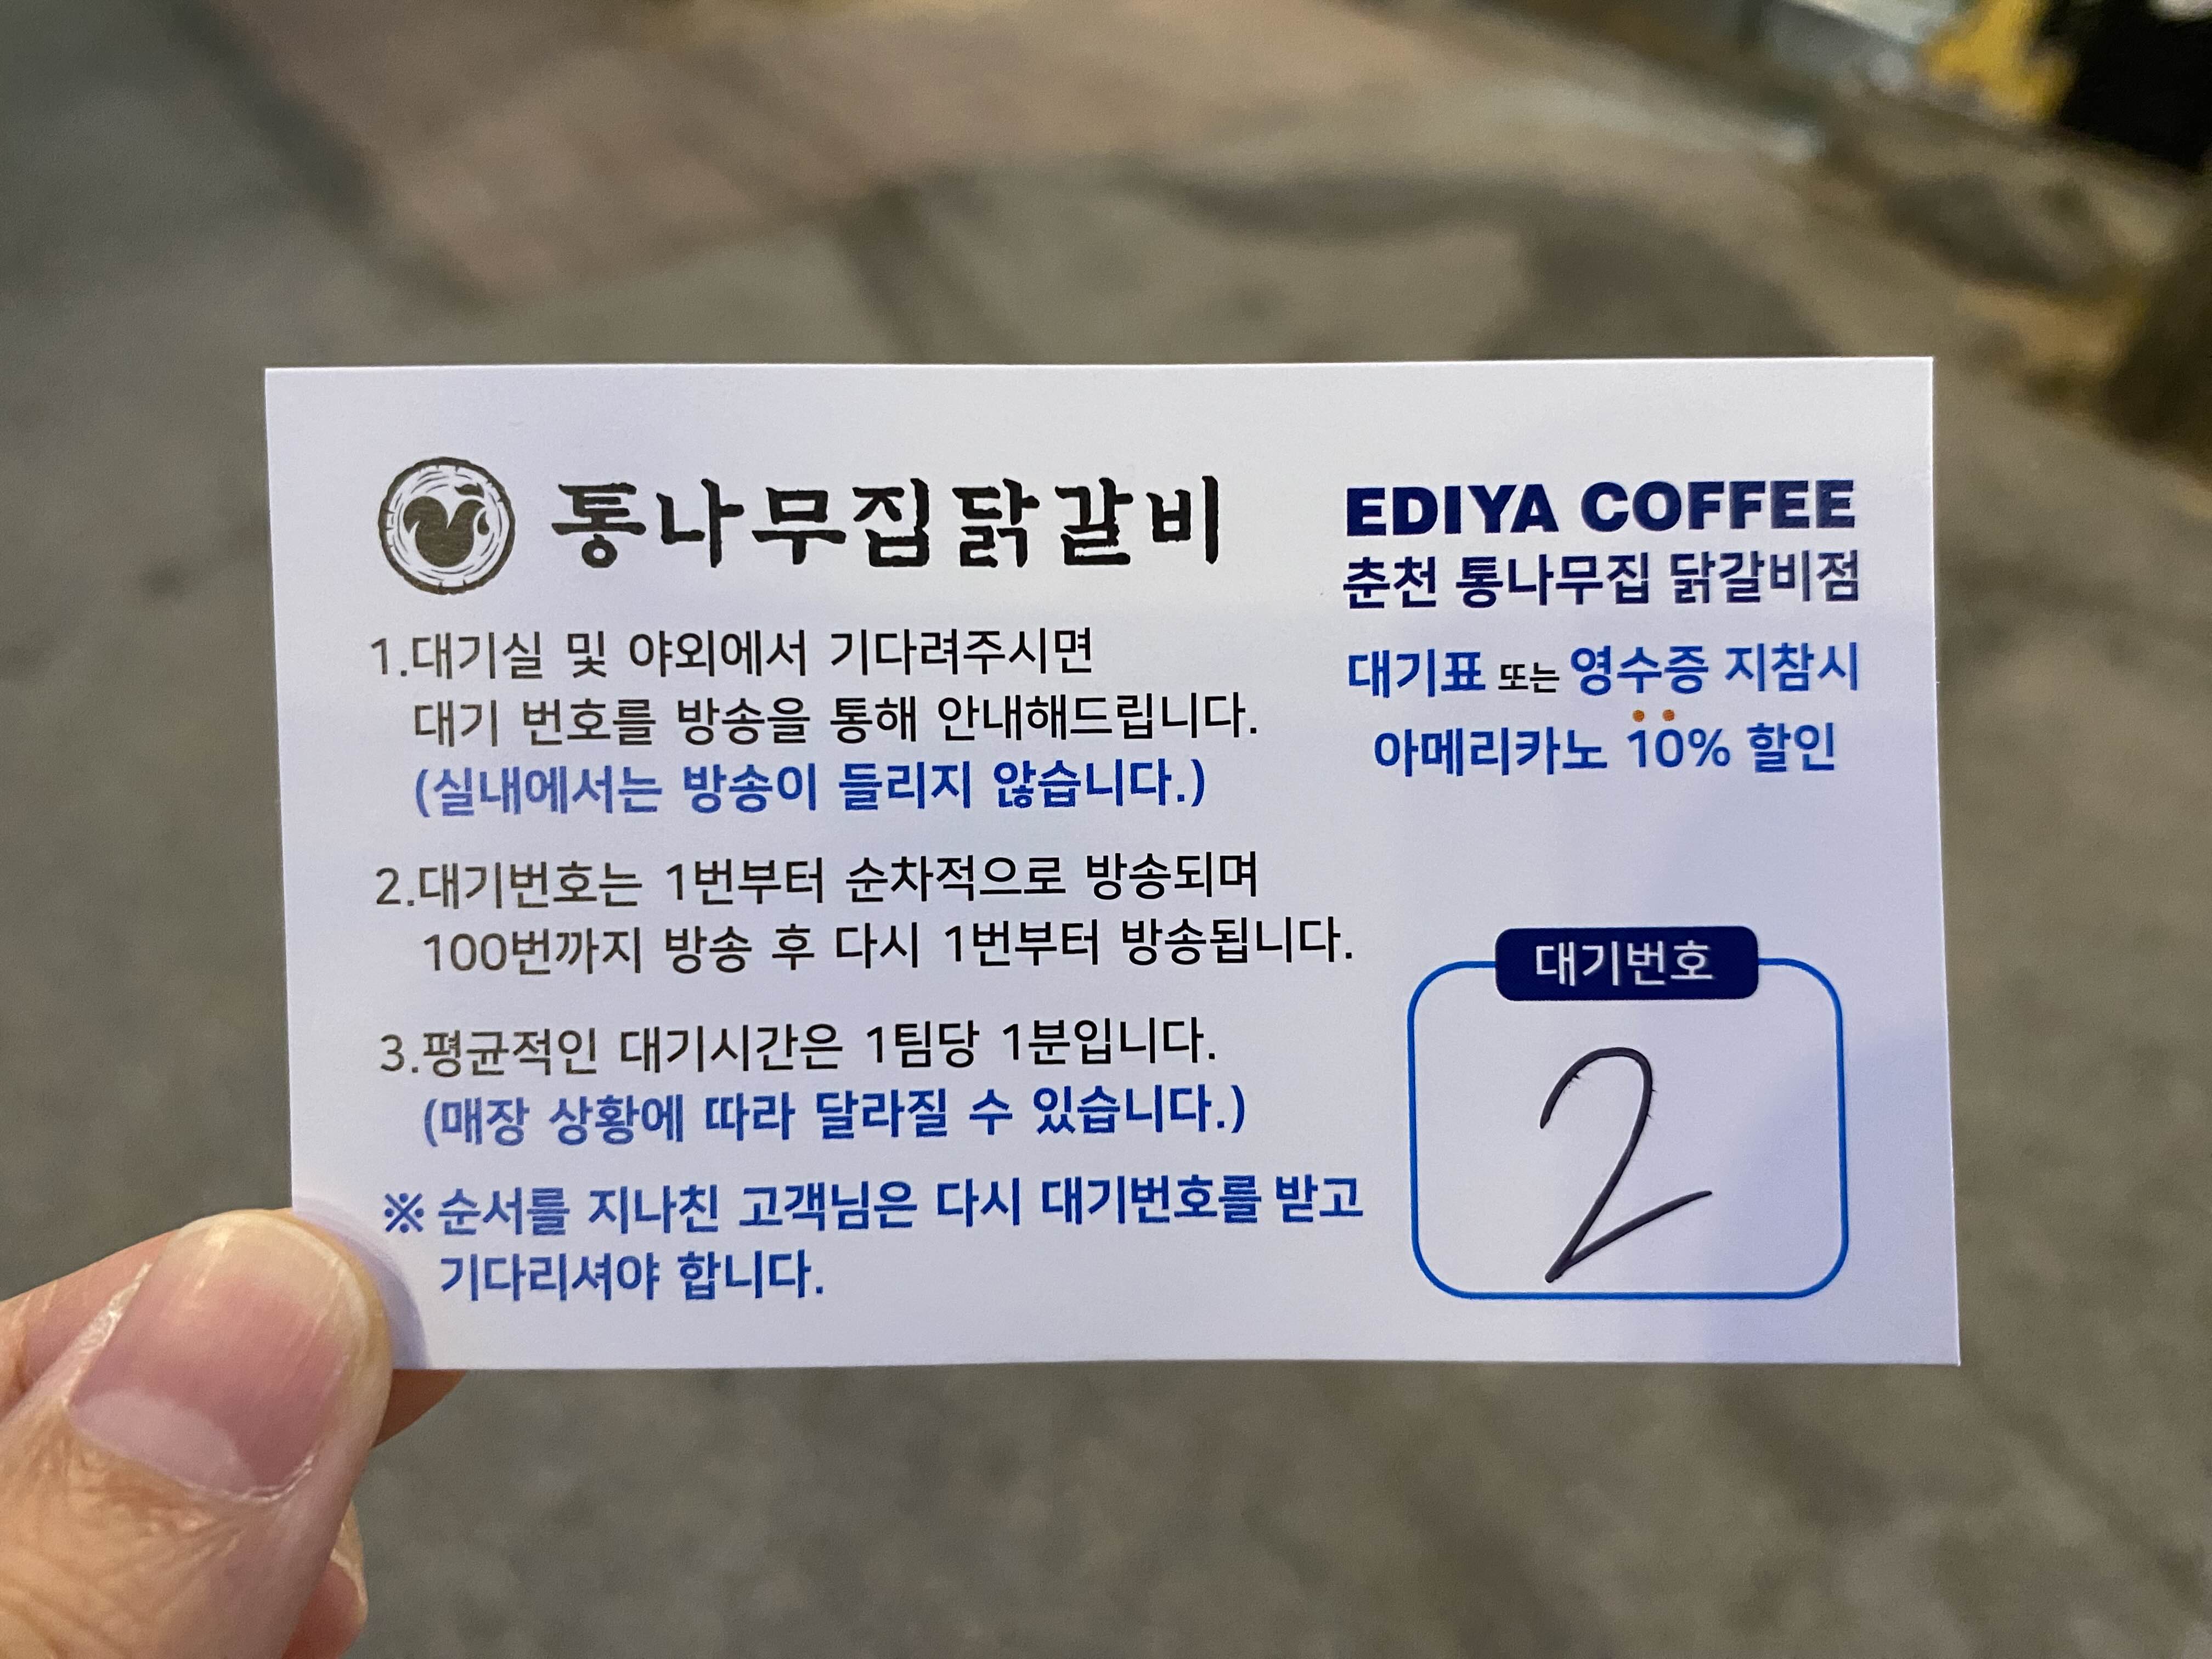 통나무집닭갈비
1.대기실 및 야외에서 기다려주시면
대기 번호를 방송을 통해 안내해드립니다.
(실내에서는 방송이 들리지 않습니다.)
2.대기번호는 1번부터 순차적으로 방송되며
100번까지 방송 후 다시 1번부터 방송됩니다.
3.평균적인 대기시간은 1팀당 1분입니다.
(매장 상황에 따라 달라질 수 있습니다.)
※ 순서를 지나친 고객님은 다시 대기번호를 받고
기다리셔야 합니다.
EDIYA COFFEE
춘천 통나무집 닭갈비점
대기표 또는 영수증 지참시
아메리카노 10% 할인
대기번호
2